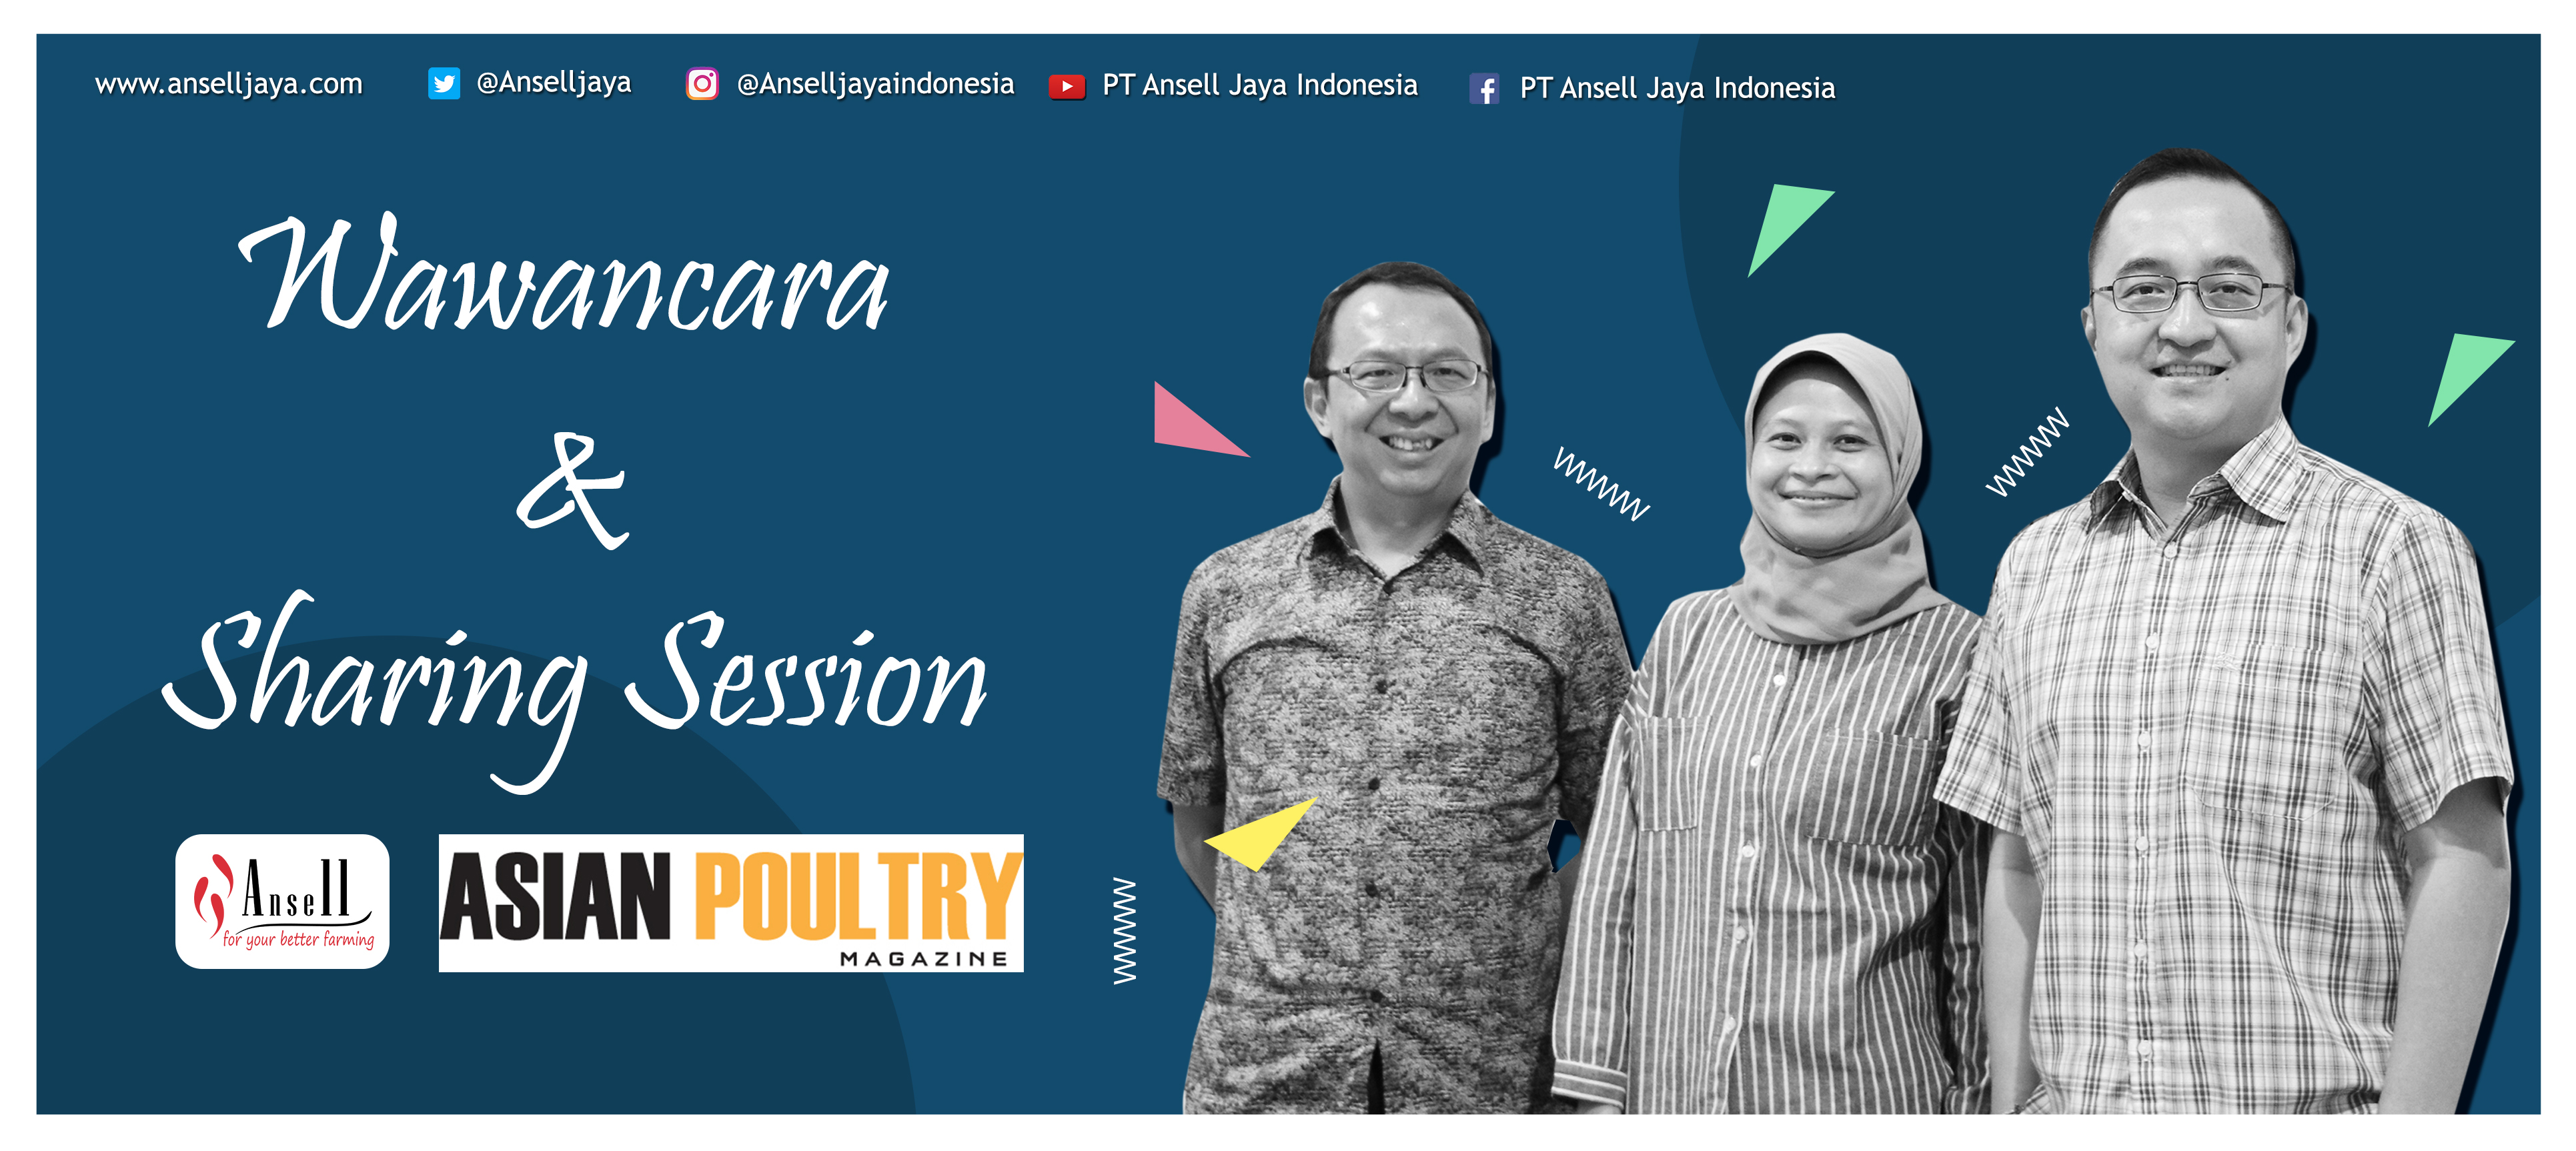 www.anselljaya.com @Anselljaya @Anselljayaindonesia PT Ansell Jaya Indonesia PT Ansell Jaya Indonesia
Wawancara
&
Sharing Session
Ansell
for your better farming
ASIAN POULTRY
MAGAZINE